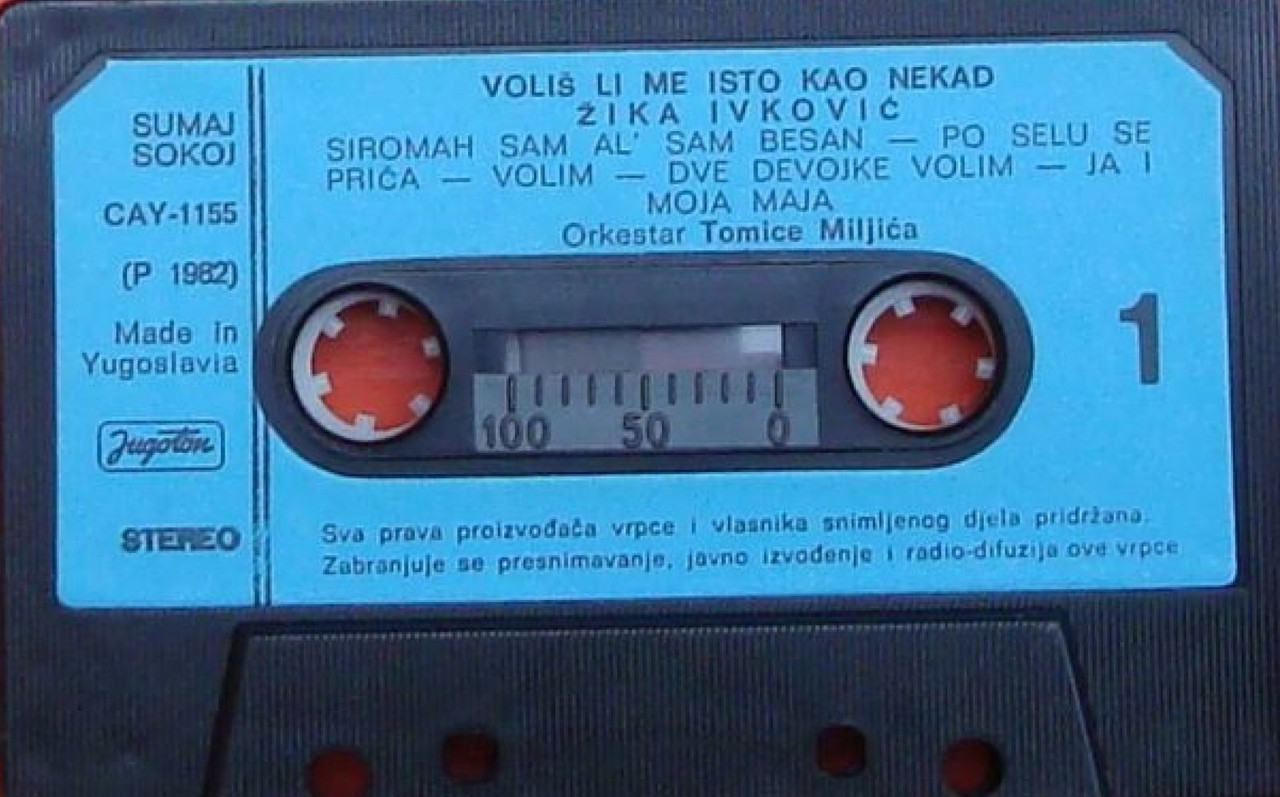 VOLIŠ LI ME ISTO KAO NEKAD
ŽIKA IVKOVIĆ
SIROMAH SAM AL' SAM BESAN — PO SELU SE
PRIČA — VOLIM — DVE DEVOJKE VOLIM — JA I
MOJA MAJA
Orkestar Tomice Miljića
SUMAJ
SOKOJ
CAY-1155
(P 1982)
Made in
Yugoslavia
Jugoton
STEREO
100 50 0
1
Sva prava proizvođača vrpce i vlasnika snimljenog djela pridržana.
Zabranjuje se presnimavanje, javno izvođenje i radio-difuzija ove vrpce